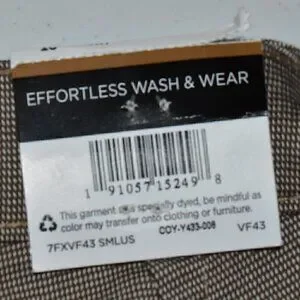 EFFORTLESS WASH & WEAR
1 91057 15249 8
This garment is specially dyed, be mindful as
color may transfer onto clothing or furniture.
7FXVF43 SMLUS COY-Y433-008 VF43